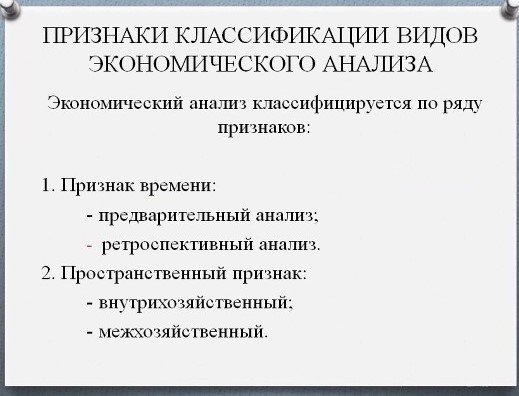 ПРИЗНАКИ КЛАССИФИКАЦИИ ВИДОВ
ЭКОНОМИЧЕСКОГО АНАЛИЗА
Экономический анализ классифицируется по ряду
признаков:
1. Признак времени:
- предварительный анализ;
- ретроспективный анализ.
2. Пространственный признак:
- внутрихозяйственный;
- межхозяйственный.